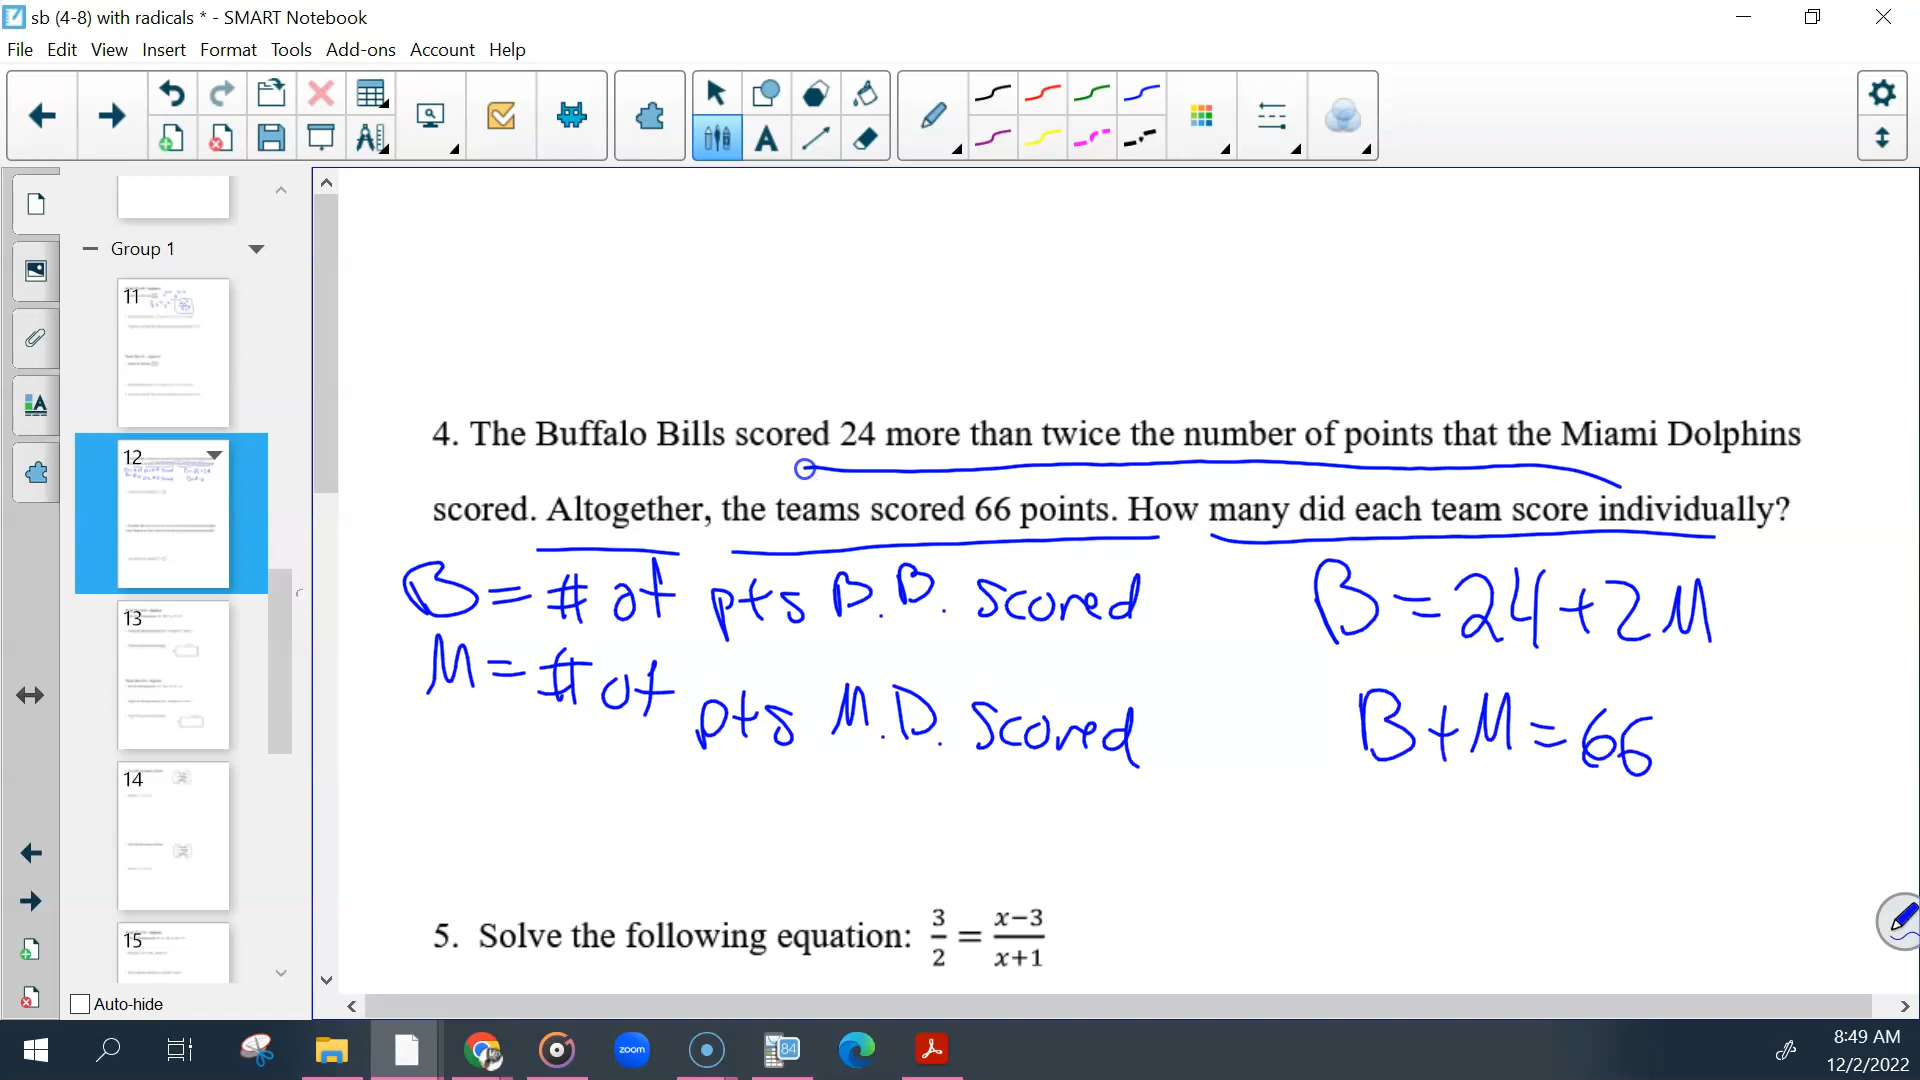 sb (4-8) with radicals * - SMART Notebook
File Edit View Insert Format Tools Add-ons Account Help
Group 1
11
12
13
14
15
Auto-hide
4. The Buffalo Bills scored 24 more than twice the number of points that the Miami Dolphins
scored. Altogether, the teams scored 66 points. How many did each team score individually?
B = # of pts B.B. scored
B = 24 + 2M
M = # of pts M.D. scored
B + M = 66
5. Solve the following equation: 3/2 = x−3/x+1
zoom
84
8:49 AM
12/2/2022